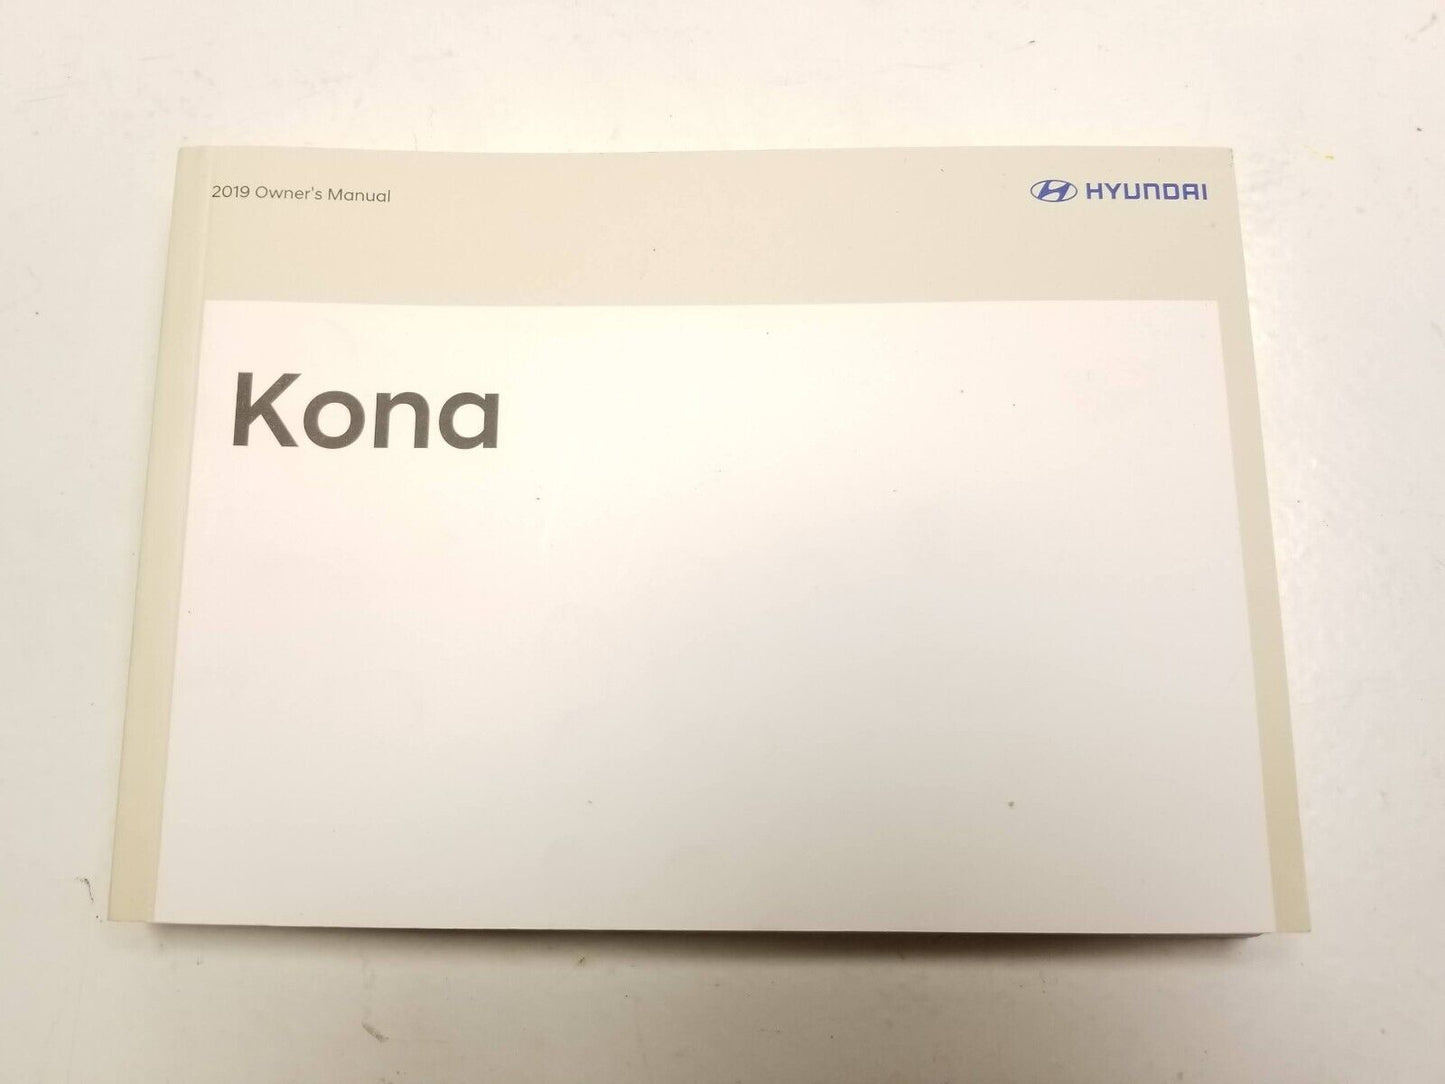 2019 Owner's Manual
HYUNDAI
Kona